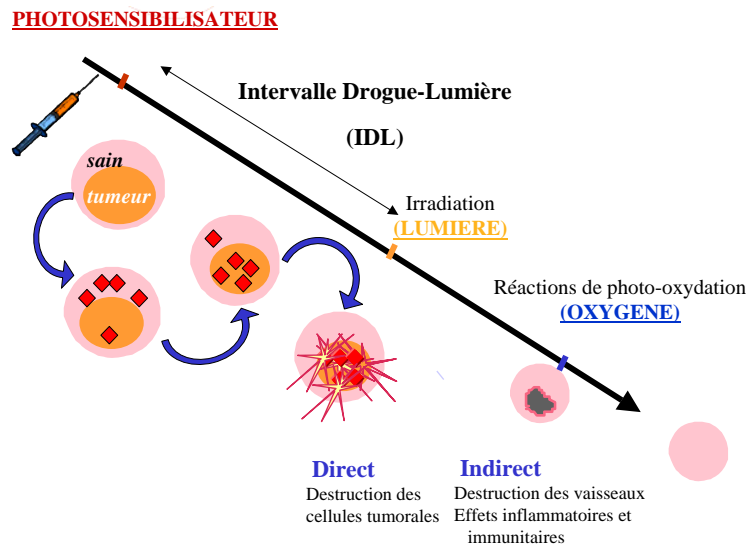 PHOTOSENSIBILISATEUR
Intervalle Drogue-Lumière
(IDL)
sain
tumeur
Irradiation
(LUMIERE)
Réactions de photo-oxydation
(OXYGENE)
Direct
Destruction des
cellules tumorales
Indirect
Destruction des vaisseaux
Effets inflammatoires et
immunitaires